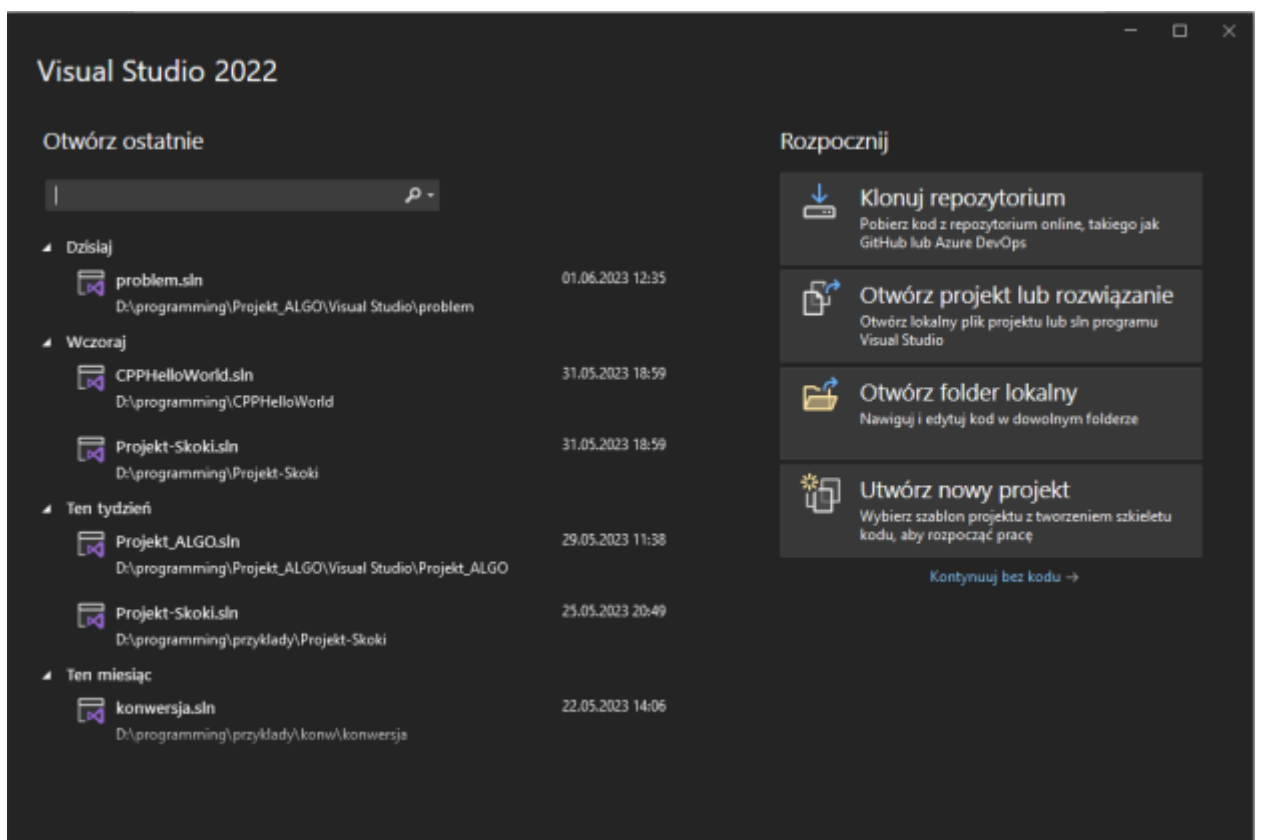 Visual Studio 2022
Otwórz ostatnie
Dzisiaj
problem.sln 01.06.2023 12:35
D:\programming\Projekt_ALGO\Visual Studio\problem
Wczoraj
CPPHelloWorld.sln 31.05.2023 18:59
D:\programming\CPPHelloWorld
Projekt-Skoki.sln 31.05.2023 18:59
D:\programming\Projekt-Skoki
Ten tydzień
Projekt_ALGO.sln 29.05.2023 11:38
D:\programming\Projekt_ALGO\Visual Studio\Projekt_ALGO
Projekt-Skoki.sln 25.05.2023 20:49
D:\programming\przyklady\Projekt-Skoki
Ten miesiąc
konwersja.sln 22.05.2023 14:06
D:\programming\przyklady\konw\konwersja
Rozpocznij
Klonuj repozytorium
Pobierz kod z repozytorium online, takiego jak
GitHub lub Azure DevOps
Otwórz projekt lub rozwiązanie
Otwórz lokalny plik projektu lub sln programu
Visual Studio
Otwórz folder lokalny
Nawiguj i edytuj kod w dowolnym folderze
Utwórz nowy projekt
Wybierz szablon projektu z tworzeniem szkieletu
kodu, aby rozpocząć pracę
Kontynuuj bez kodu →